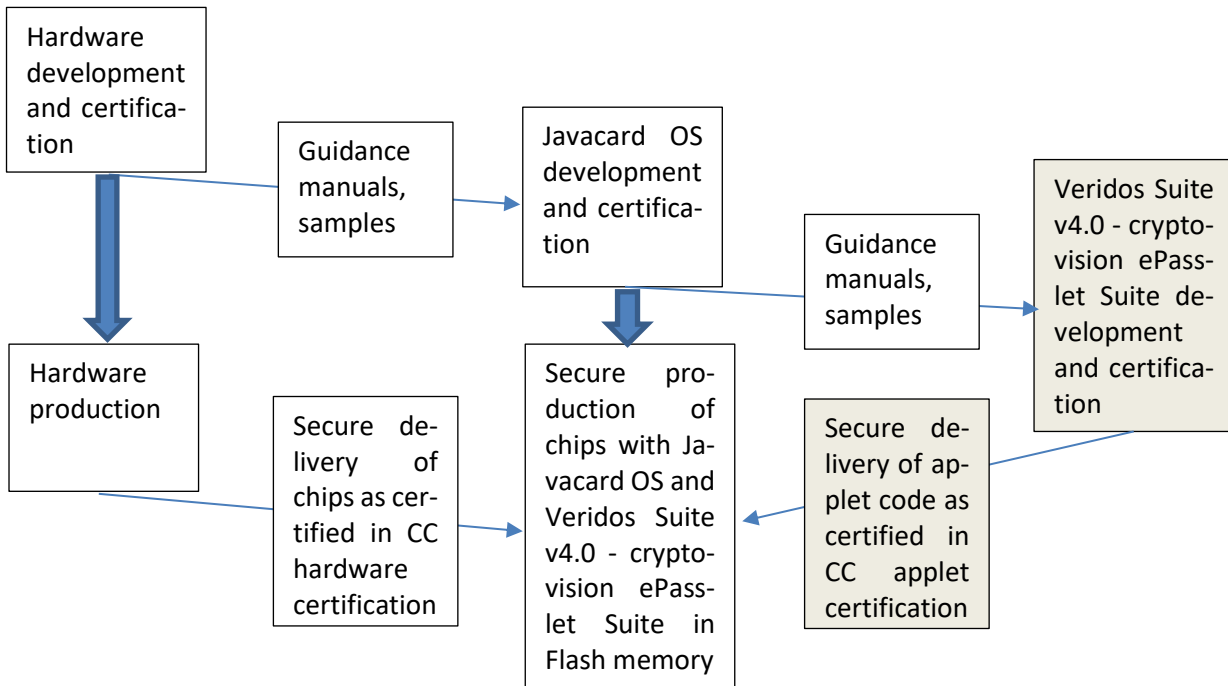 Hardware
development
and certifica-
tion
Guidance
manuals,
samples
Javacard OS
development
and certifica-
tion
Guidance
manuals,
samples
Veridos Suite
v4.0 - crypto-
vision ePass-
let Suite de-
velopment
and certifica-
tion
Hardware
production
Secure de-
livery of
chips as cer-
tified in CC
hardware
certification
Secure pro-
duction of
chips with Ja-
vacard OS and
Veridos Suite
v4.0 - crypto-
vision ePass-
let Suite in
Flash memory
Secure de-
livery of ap-
plet code as
certified in
CC applet
certification